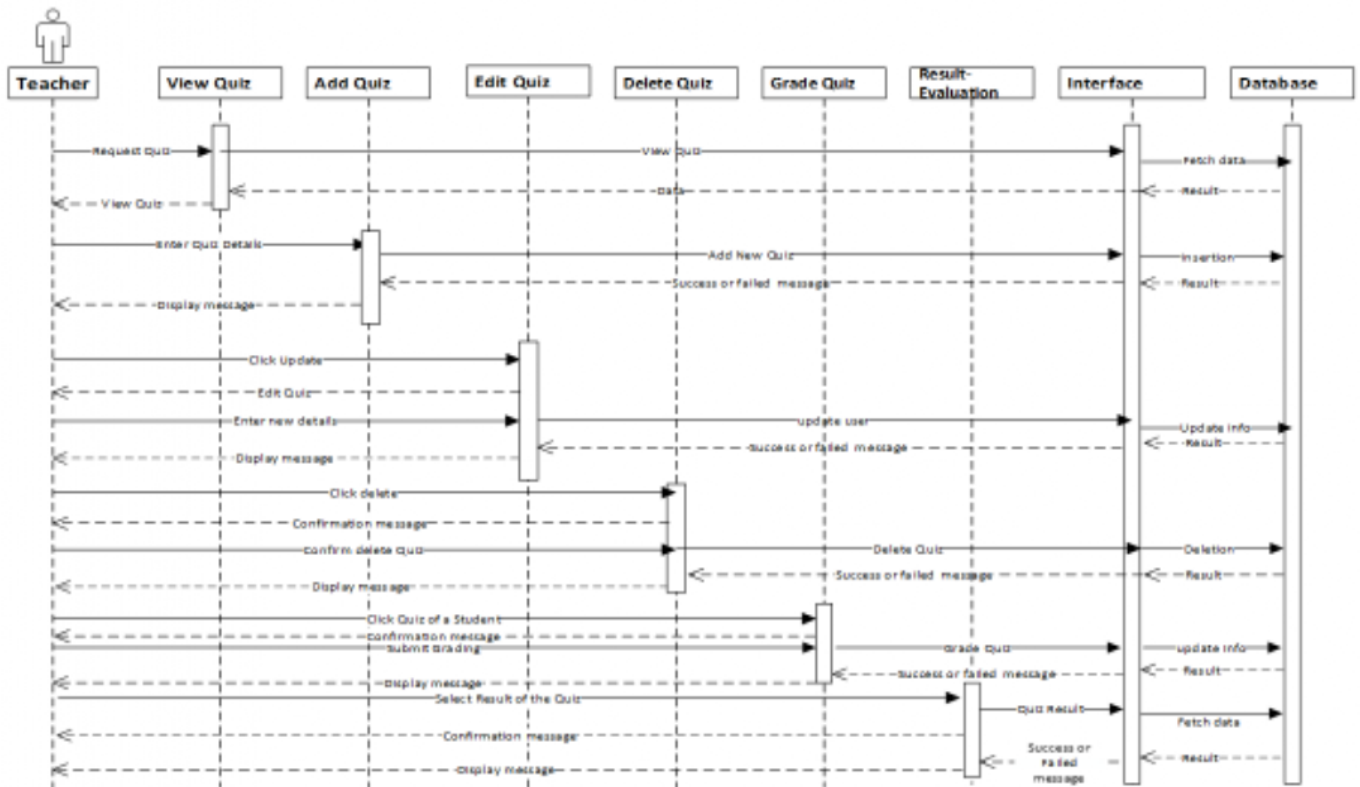 Teacher
View Quiz
Add Quiz
Edit Quiz
Delete Quiz
Grade Quiz
Result-
Evaluation
Interface
Database
Request Quiz
View Quiz
Fetch data
Data
Result
View Quiz
Enter Quiz Details
Add New Quiz
Insertion
Success or failed message
Result
Display message
Click Update
Edit Quiz
Enter new details
update user
Update info
Success or failed message
Result
Display message
Click delete
Confirmation message
Confirm delete Quiz
Delete Quiz
Deletion
Success or failed message
Result
Display message
Click Quiz of a Student
Confirmation message
Submit Grading
Grade Quiz
update info
Success or failed message
Result
Display message
Select Result of the Quiz
Quiz Result
Fetch data
Confirmation message
Success or
Failed
message
Result
Display message